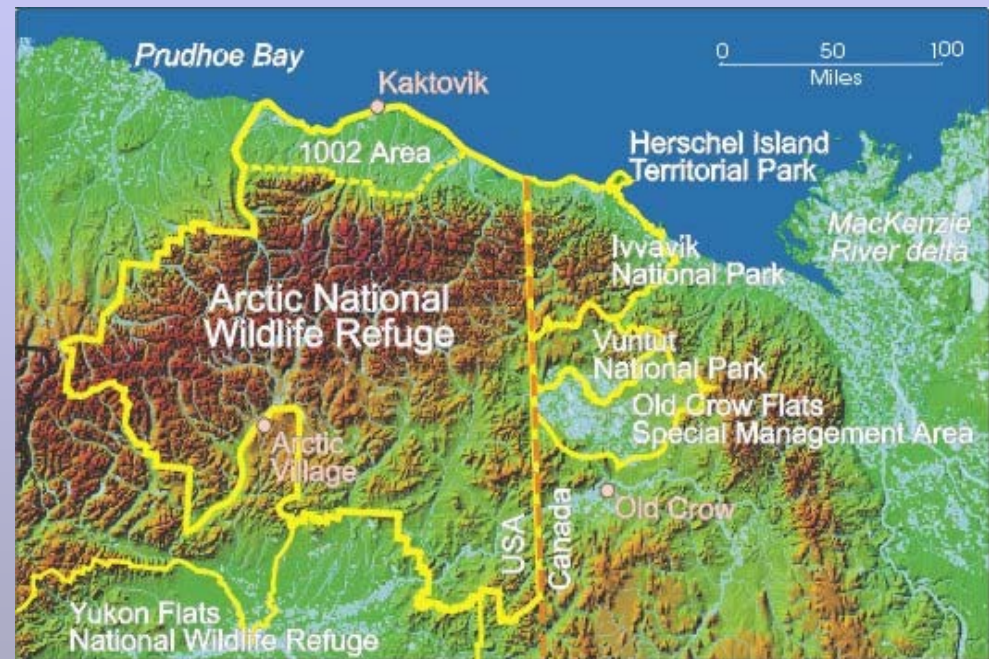 Prudhoe Bay
0 50 100
Miles
Kaktovik
1002 Area
Herschel Island
Territorial Park
MacKenzie
River delta
Ivvavik
National Park
Arctic National
Wildlife Refuge
Vuntut
National Park
Old Crow Flats
Special Management Area
Arctic
Village
Old Crow
USA
Canada
Yukon Flats
National Wildlife Refuge